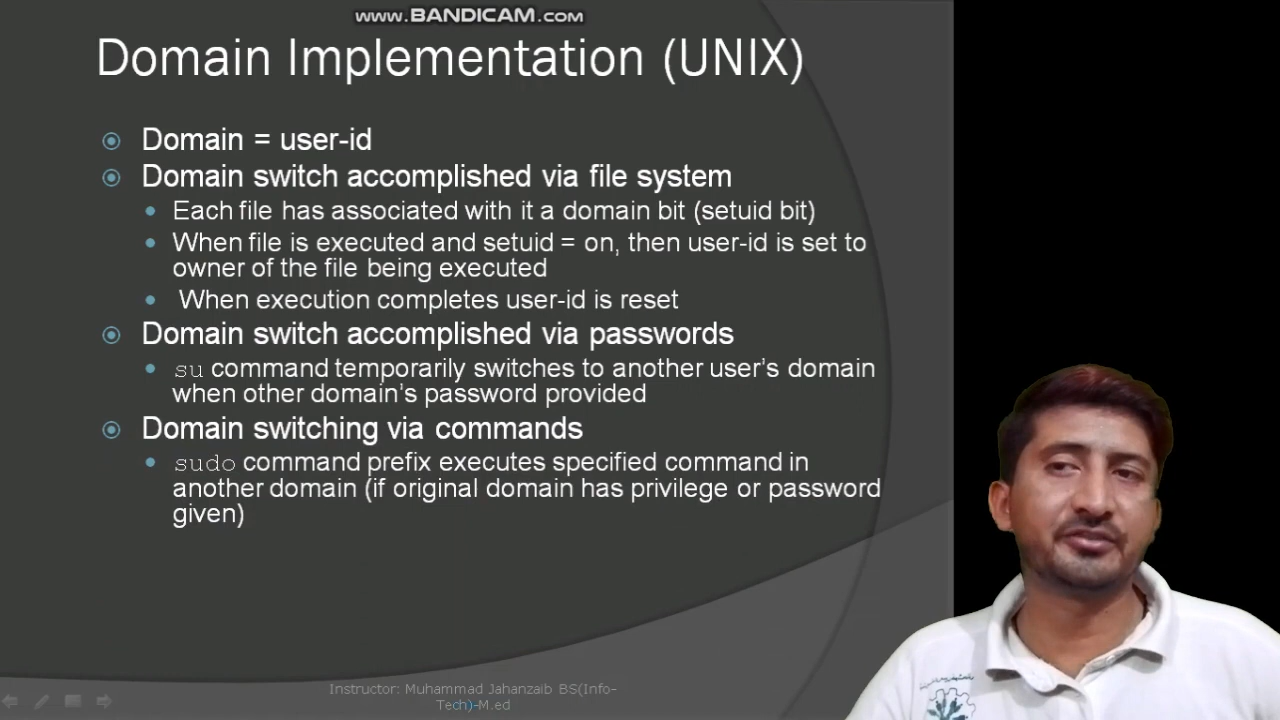 www.BANDICAM.com
Domain Implementation (UNIX)
Domain = user-id
Domain switch accomplished via file system
Each file has associated with it a domain bit (setuid bit)
When file is executed and setuid = on, then user-id is set to
owner of the file being executed
When execution completes user-id is reset
Domain switch accomplished via passwords
su command temporarily switches to another user's domain
when other domain's password provided
Domain switching via commands
sudo command prefix executes specified command in
another domain (if original domain has privilege or password
given)
Instructor: Muhammad Jahanzaib BS(Info-
Tech)-M.ed